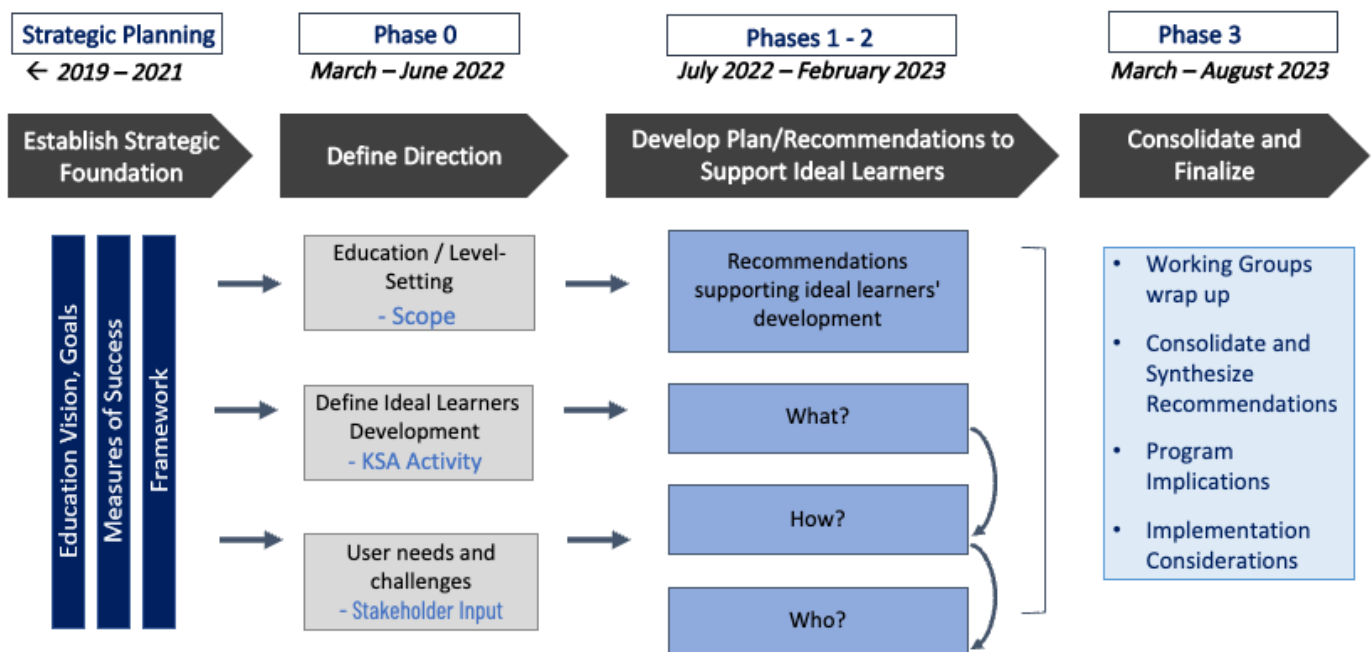 Strategic Planning
← 2019 – 2021
Phase 0
March – June 2022
Phases 1 - 2
July 2022 – February 2023
Phase 3
March – August 2023
Establish Strategic
Foundation
Define Direction
Develop Plan/Recommendations to
Support Ideal Learners
Consolidate and
Finalize
Education Vision, Goals
Measures of Success
Framework
Education / Level-
Setting
- Scope
Define Ideal Learners
Development
- KSA Activity
User needs and
challenges
- Stakeholder Input
Recommendations
supporting ideal learners'
development
What?
How?
Who?
• Working Groups
wrap up
• Consolidate and
Synthesize
Recommendations
• Program
Implications
• Implementation
Considerations